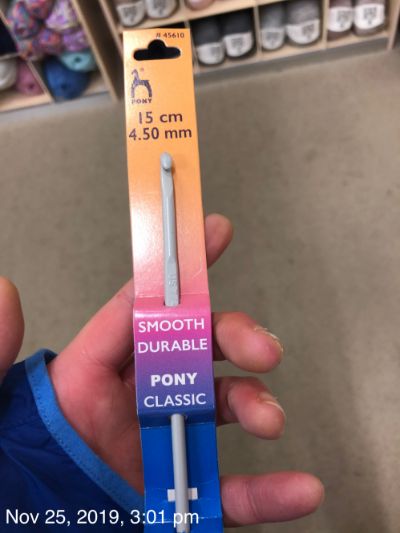 # 45610
PONY
15 cm
4.50 mm
SMOOTH
DURABLE
PONY
CLASSIC
Nov 25, 2019, 3:01 pm